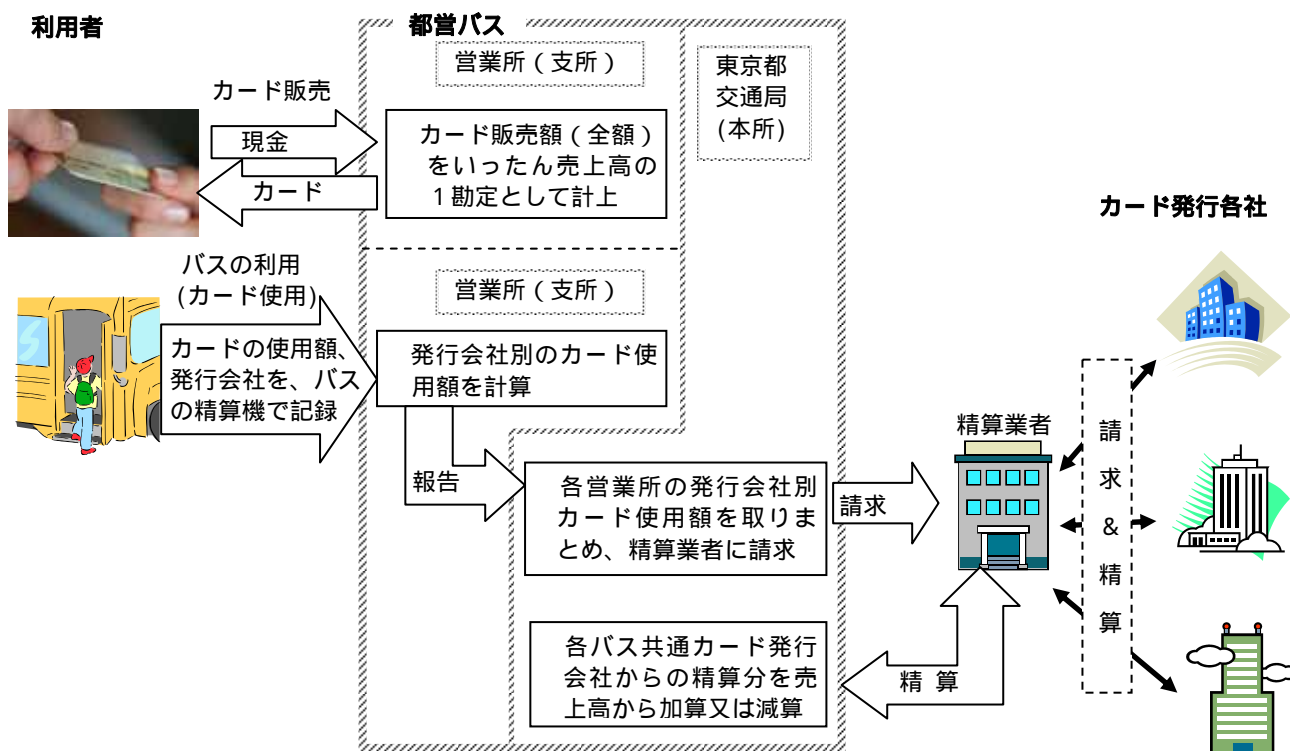 利用者
都営バス
営業所（支所）
東京都
交通局
(本所)
カード販売
現金
カード
カード販売額（全額）
をいったん売上高の
１勘定として計上
カード発行各社
バスの利用
(カード使用)
カードの使用額、
発行会社を、バス
の精算機で記録
営業所（支所）
発行会社別のカード使
用額を計算
報告
各営業所の発行会社別
カード使用額を取りま
とめ、精算業者に請求
請求
精算業者
請求＆精算
各バス共通カード発行
会社からの精算分を売
上高から加算又は減算
精 算